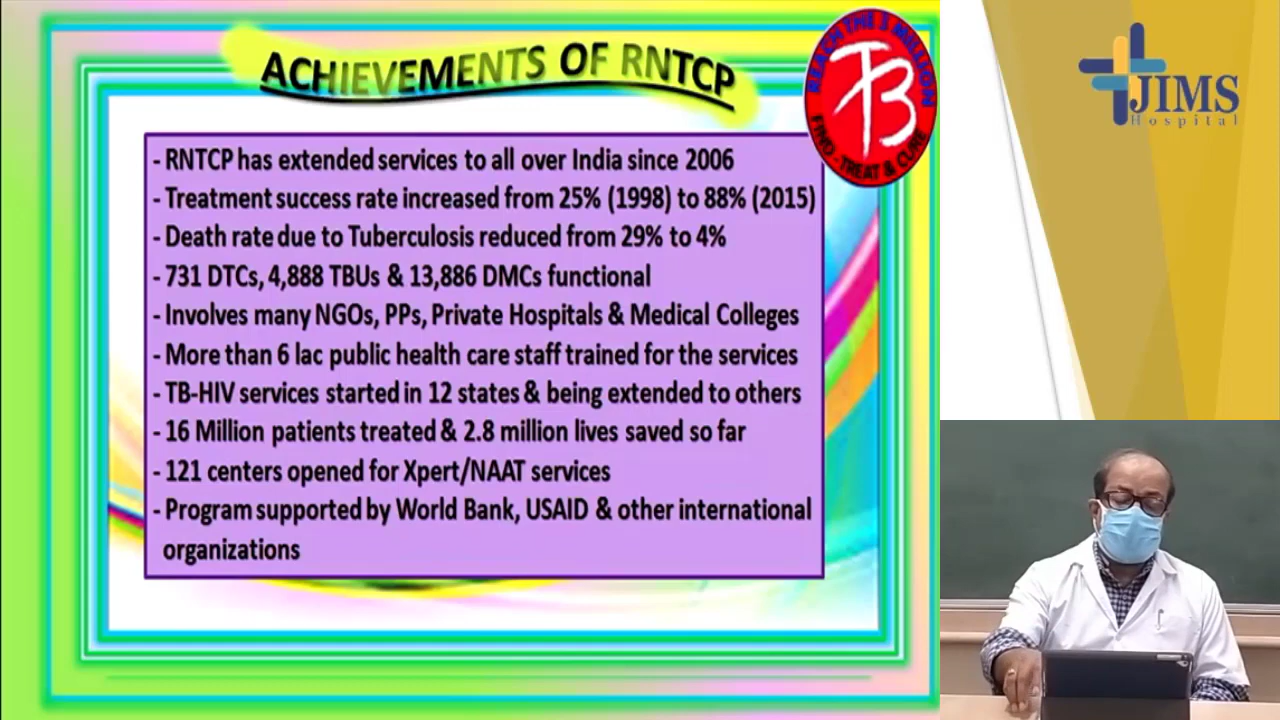 ACHIEVEMENTS OF RNTCP
REACH THE 3 MILLION
TB
FIND - TREAT & CURE
- RNTCP has extended services to all over India since 2006
- Treatment success rate increased from 25% (1998) to 88% (2015)
- Death rate due to Tuberculosis reduced from 29% to 4%
- 731 DTCs, 4,888 TBUs & 13,886 DMCs functional
- Involves many NGOs, PPs, Private Hospitals & Medical Colleges
- More than 6 lac public health care staff trained for the services
- TB-HIV services started in 12 states & being extended to others
- 16 Million patients treated & 2.8 million lives saved so far
- 121 centers opened for Xpert/NAAT services
- Program supported by World Bank, USAID & other international
organizations
JIMS
Hospital